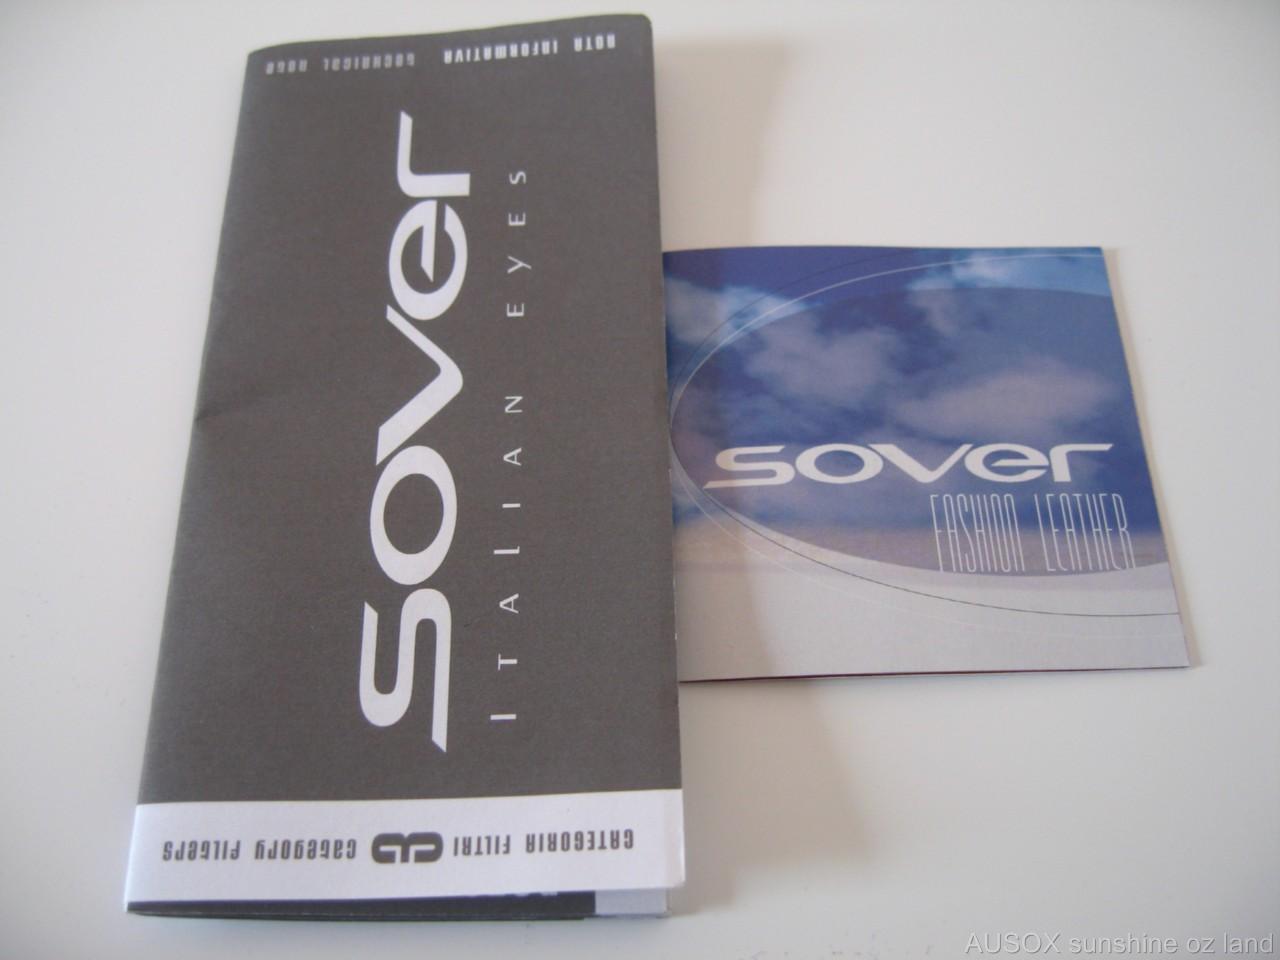 NOTA INFORMATIVA
technical note
sover
ITALIAN EYES
CATEGORIA FILTRI 3 category filters
sover
FASHION LEATHER
AUSOX sunshine oz land